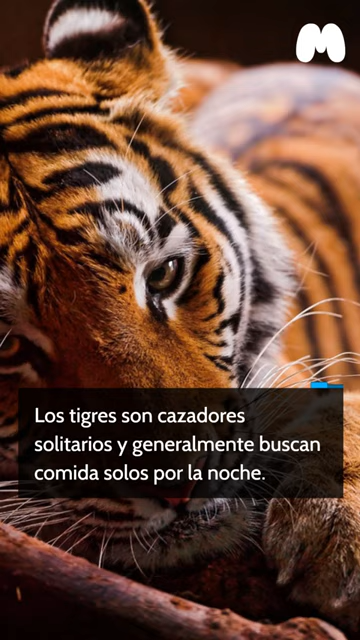 M
Los tigres son cazadores
solitarios y generalmente buscan
comida solos por la noche.